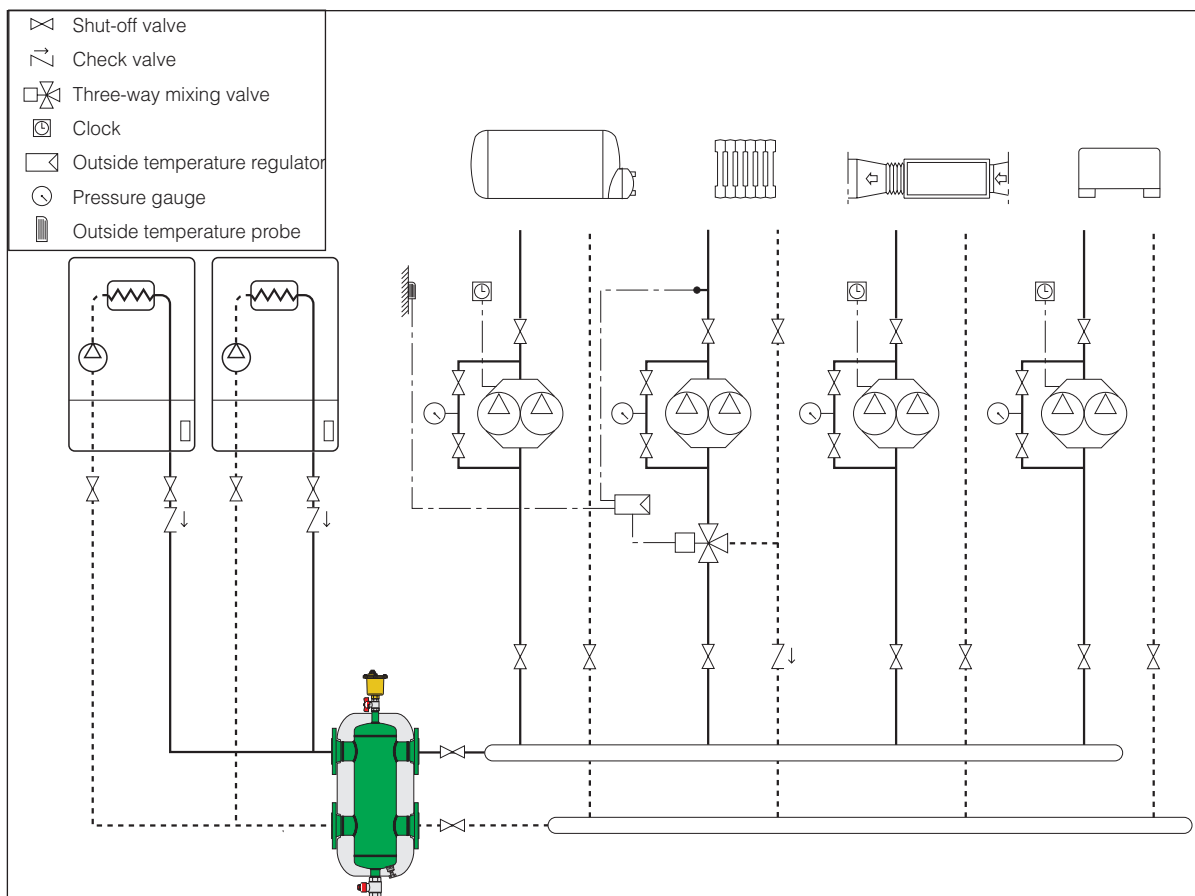 Shut-off valve
Check valve
Three-way mixing valve
Clock
Outside temperature regulator
Pressure gauge
Outside temperature probe